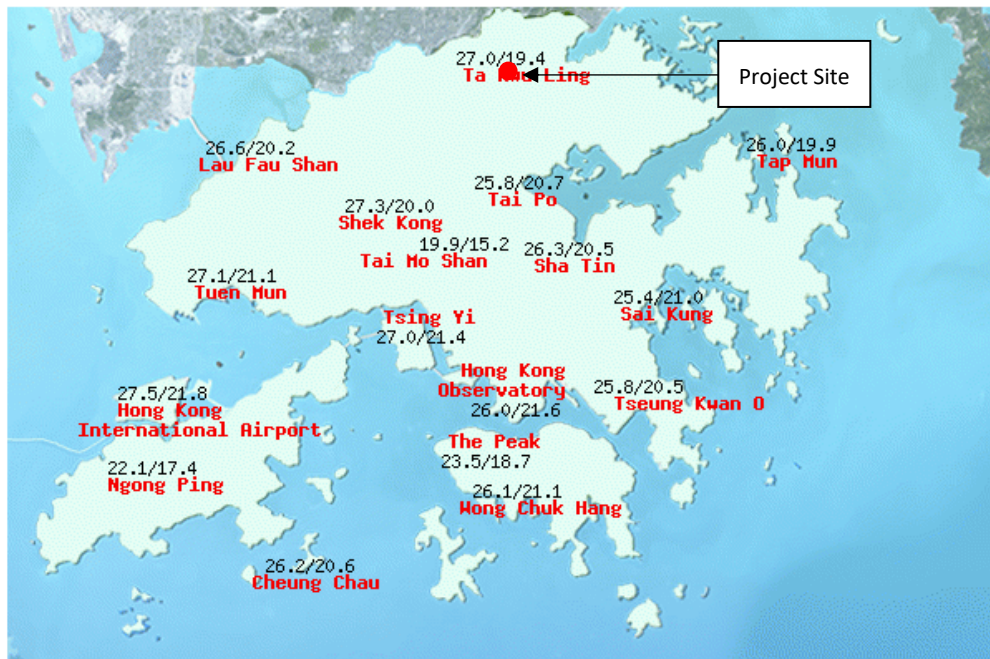 27.0/19.4
Ta Ling
Project Site
26.6/20.2
Lau Fau Shan
26.0/19.9
Tap Mun
25.8/20.7
Tai Po
27.3/20.0
Shek Kong
19.9/15.2
Tai Mo Shan
26.3/20.5
Sha Tin
27.1/21.1
Tuen Mun
25.4/21.0
Sai Kung
Tsing Yi
27.0/21.4
Hong Kong
Observatory
26.0/21.6
25.8/20.5
Tseung Kwan O
27.5/21.8
Hong Kong
International Airport
The Peak
23.5/18.7
22.1/17.4
Ngong Ping
26.1/21.1
Wong Chuk Hang
26.2/20.6
Cheung Chau